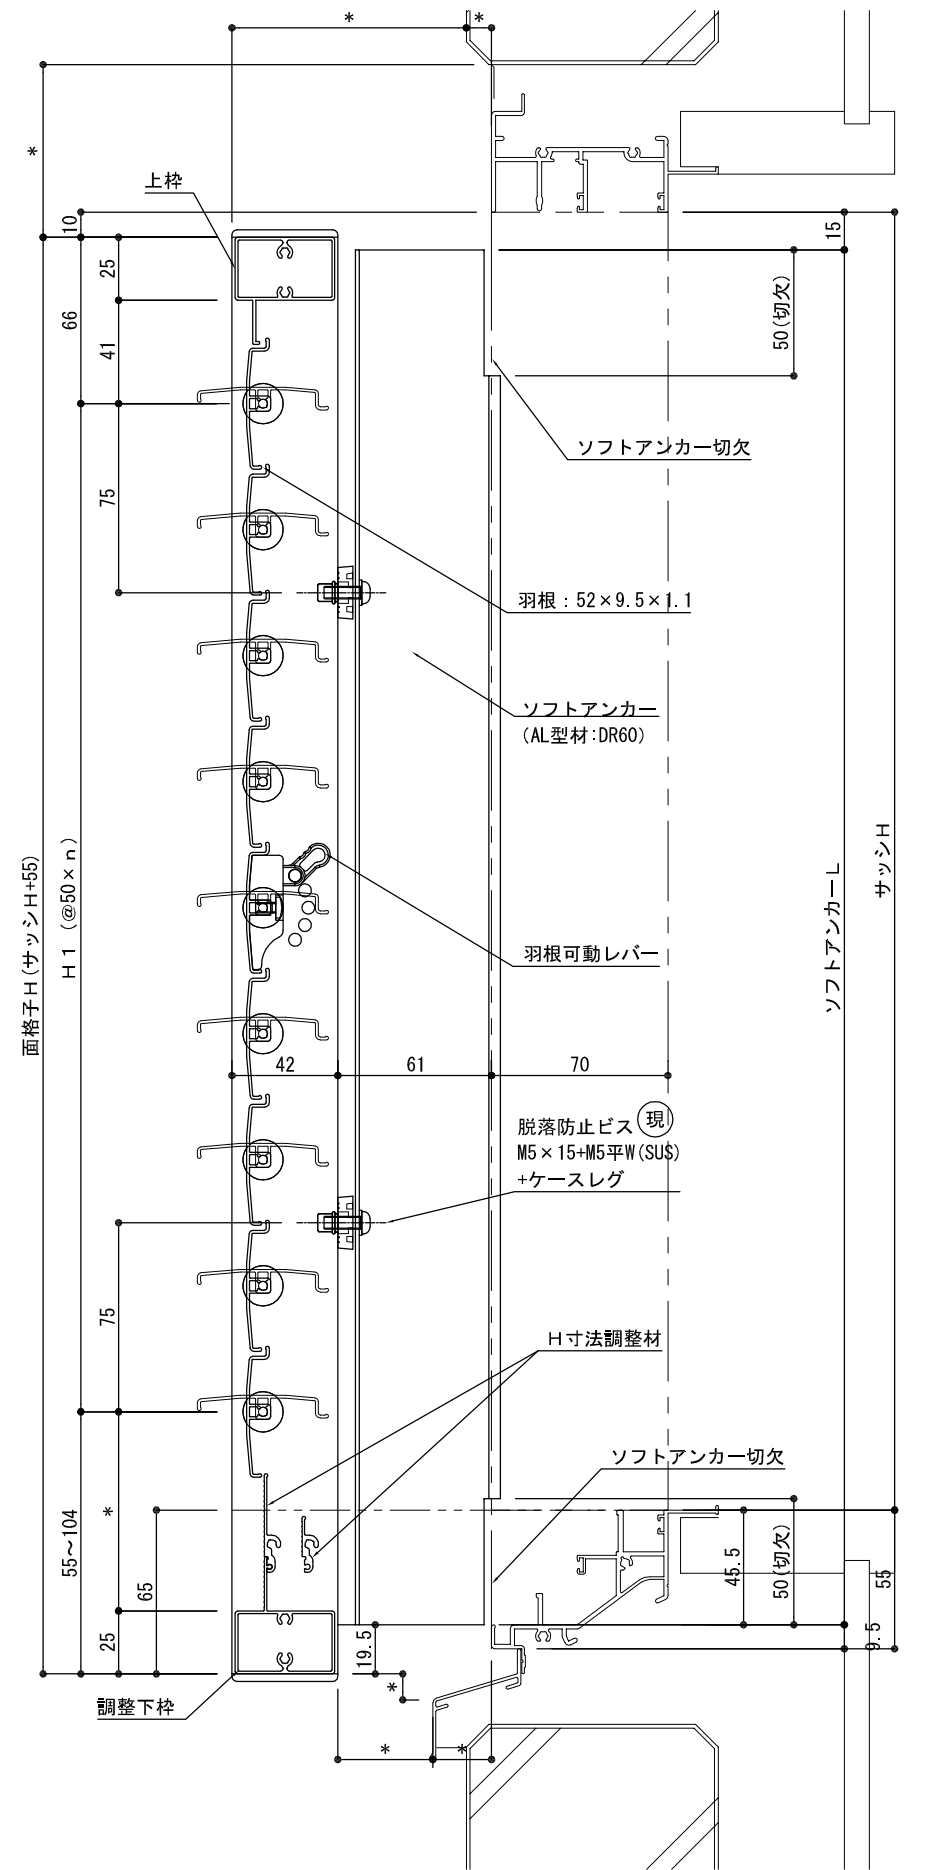 *
*
*
上枠
10
15
25
66
41
50(切欠)
ソフトアンカー切欠
75
羽根：52×9.5×1.1
ソフトアンカー
(AL型材:DR60)
面格子H(サッシH+55)
H1(@50×n)
ソフトアンカーL
サッシH
羽根可動レバー
42
61
70
脱落防止ビス 現
M5×15+M5平W(SUS)
+ケースレグ
75
H寸法調整材
ソフトアンカー切欠
*
55~104
65
45.5
50(切欠)
55
25
19.5
9.5
*
調整下枠
*
*